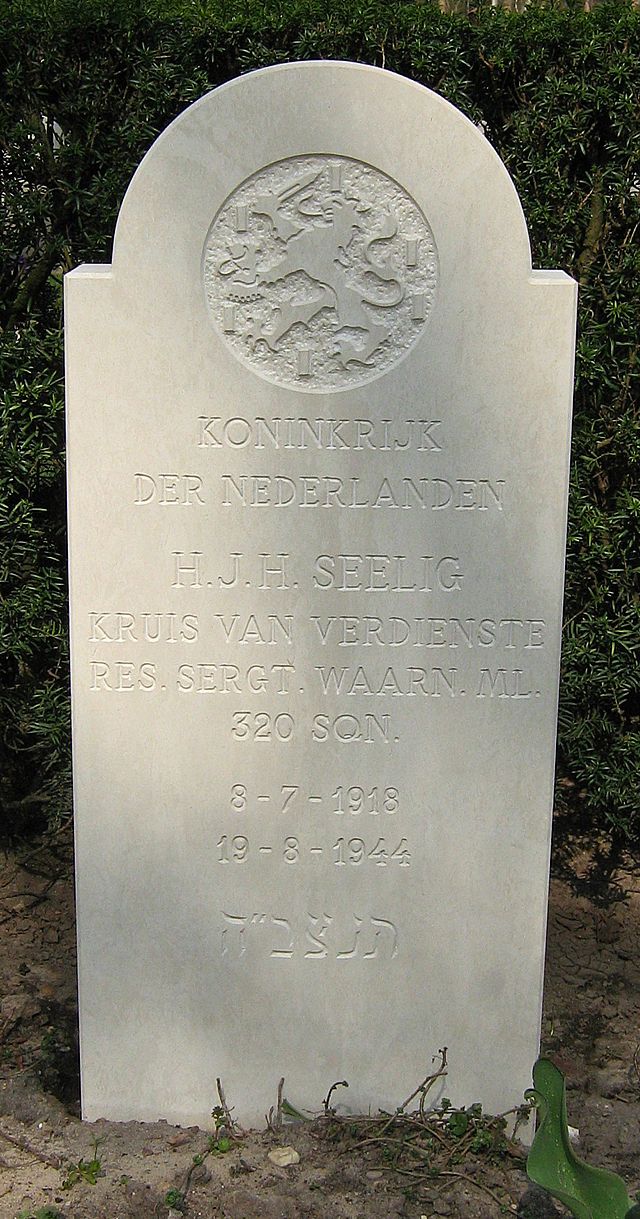 KONINKRIJK
DER NEDERLANDEN
H.J.H. SEELIG
KRUIS VAN VERDIENSTE
RES. SERGT. WAARN. ML.
320 SQN.
8-7-1918
19-8-1944
תנצב״ה